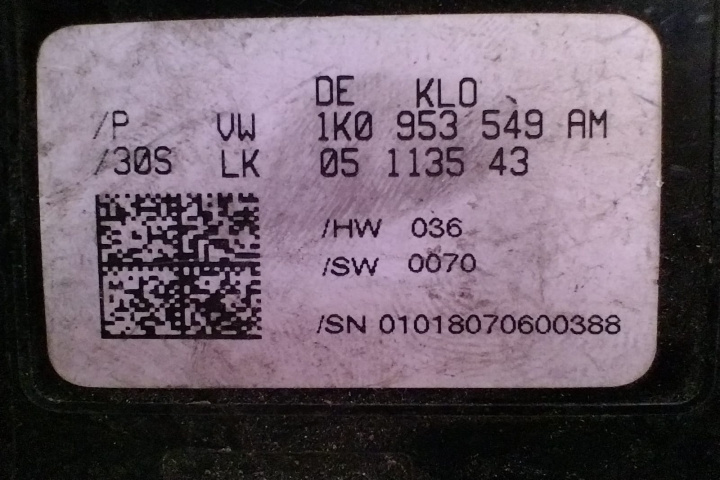 DE KLO
/P VW 1K0 953 549 AM
/30S LK 05 1135 43
/HW 036
/SW 0070
/SN 01018070600388